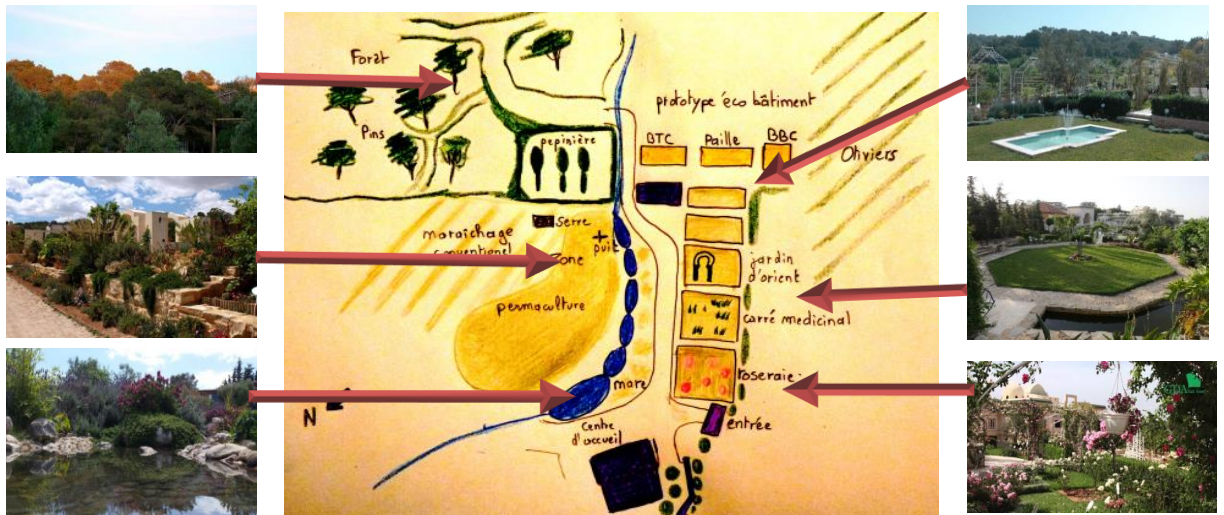 Forêt
Pins
pepinière
prototype éco bâtiment
BTC
Paille
BBC
Oliviers
Serre
puit
maraîchage
conventionel
Zone
permaculture
jardin
d'orient
carré medicinal
roseraie
mare
N
Centre
d'accueil
entrée